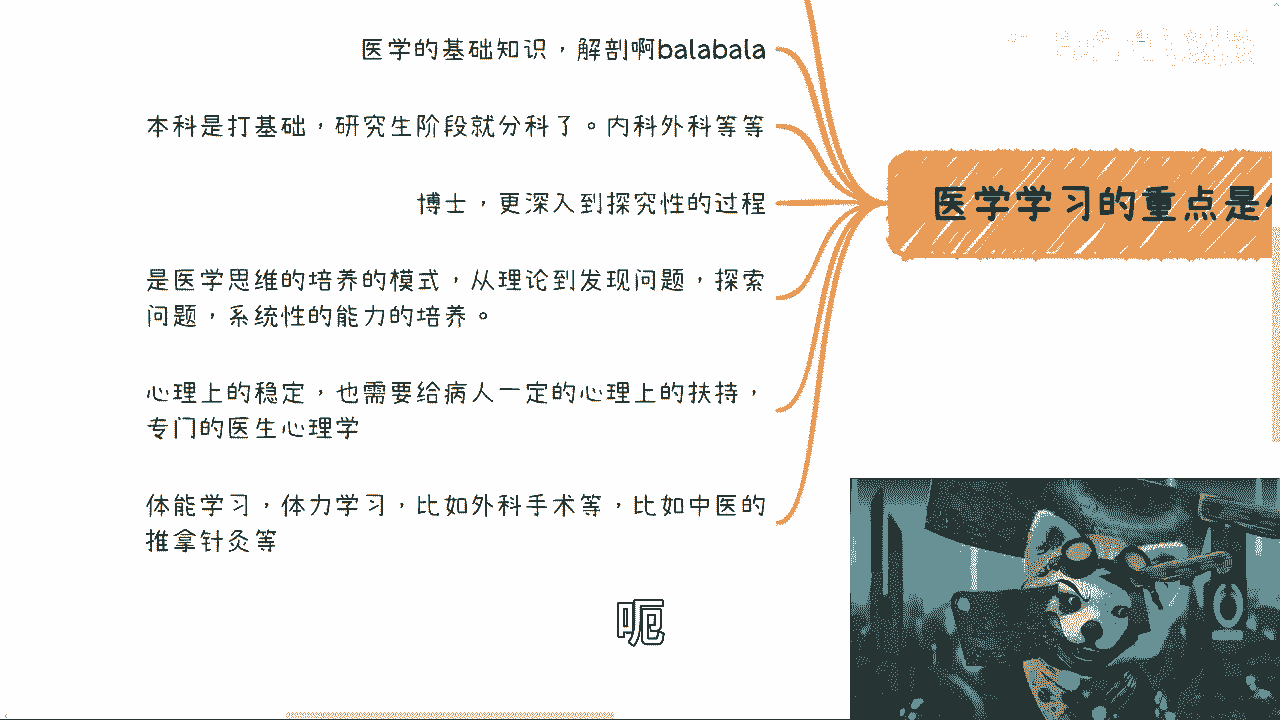 医学的基础知识，解剖啊balabala
本科是打基础，研究生阶段就分科了。内科外科等等
博士，更深入到探究性的过程
是医学思维的培养的模式，从理论到发现问题，探索
问题，系统性的能力的培养。
心理上的稳定，也需要给病人一定的心理上的扶持，
专门的医生心理学
体能学习，体力学习，比如外科手术等，比如中医的
推拿针灸等
医学学习的重点是
呃